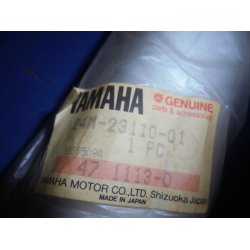 YAMAHA GENUINE
parts & accessories
4M-23110-01
1 PC
47 1113-0
YAMAHA MOTOR CO.,LTD. Shizuoka Japan
MADE IN JAPAN